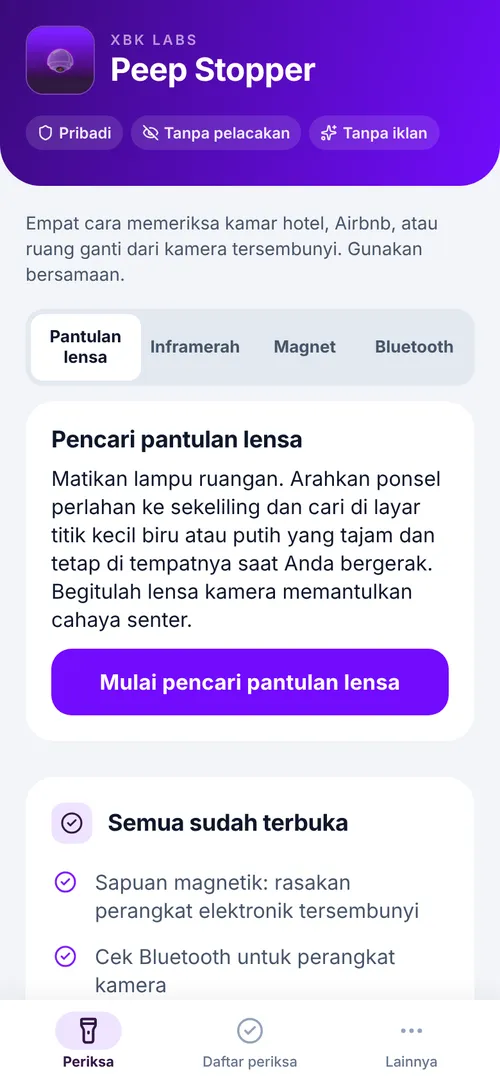 XBK LABS
Peep Stopper
Pribadi
Tanpa pelacakan
Tanpa iklan
Empat cara memeriksa kamar hotel, Airbnb, atau
ruang ganti dari kamera tersembunyi. Gunakan
bersamaan.
Pantulan
lensa
Inframerah
Magnet
Bluetooth
Pencari pantulan lensa
Matikan lampu ruangan. Arahkan ponsel
perlahan ke sekeliling dan cari di layar
titik kecil biru atau putih yang tajam dan
tetap di tempatnya saat Anda bergerak.
Begitulah lensa kamera memantulkan
cahaya senter.
Mulai pencari pantulan lensa
Semua sudah terbuka
Sapuan magnetik: rasakan
perangkat elektronik tersembunyi
Cek Bluetooth untuk perangkat
kamera
Periksa
Daftar periksa
Lainnya